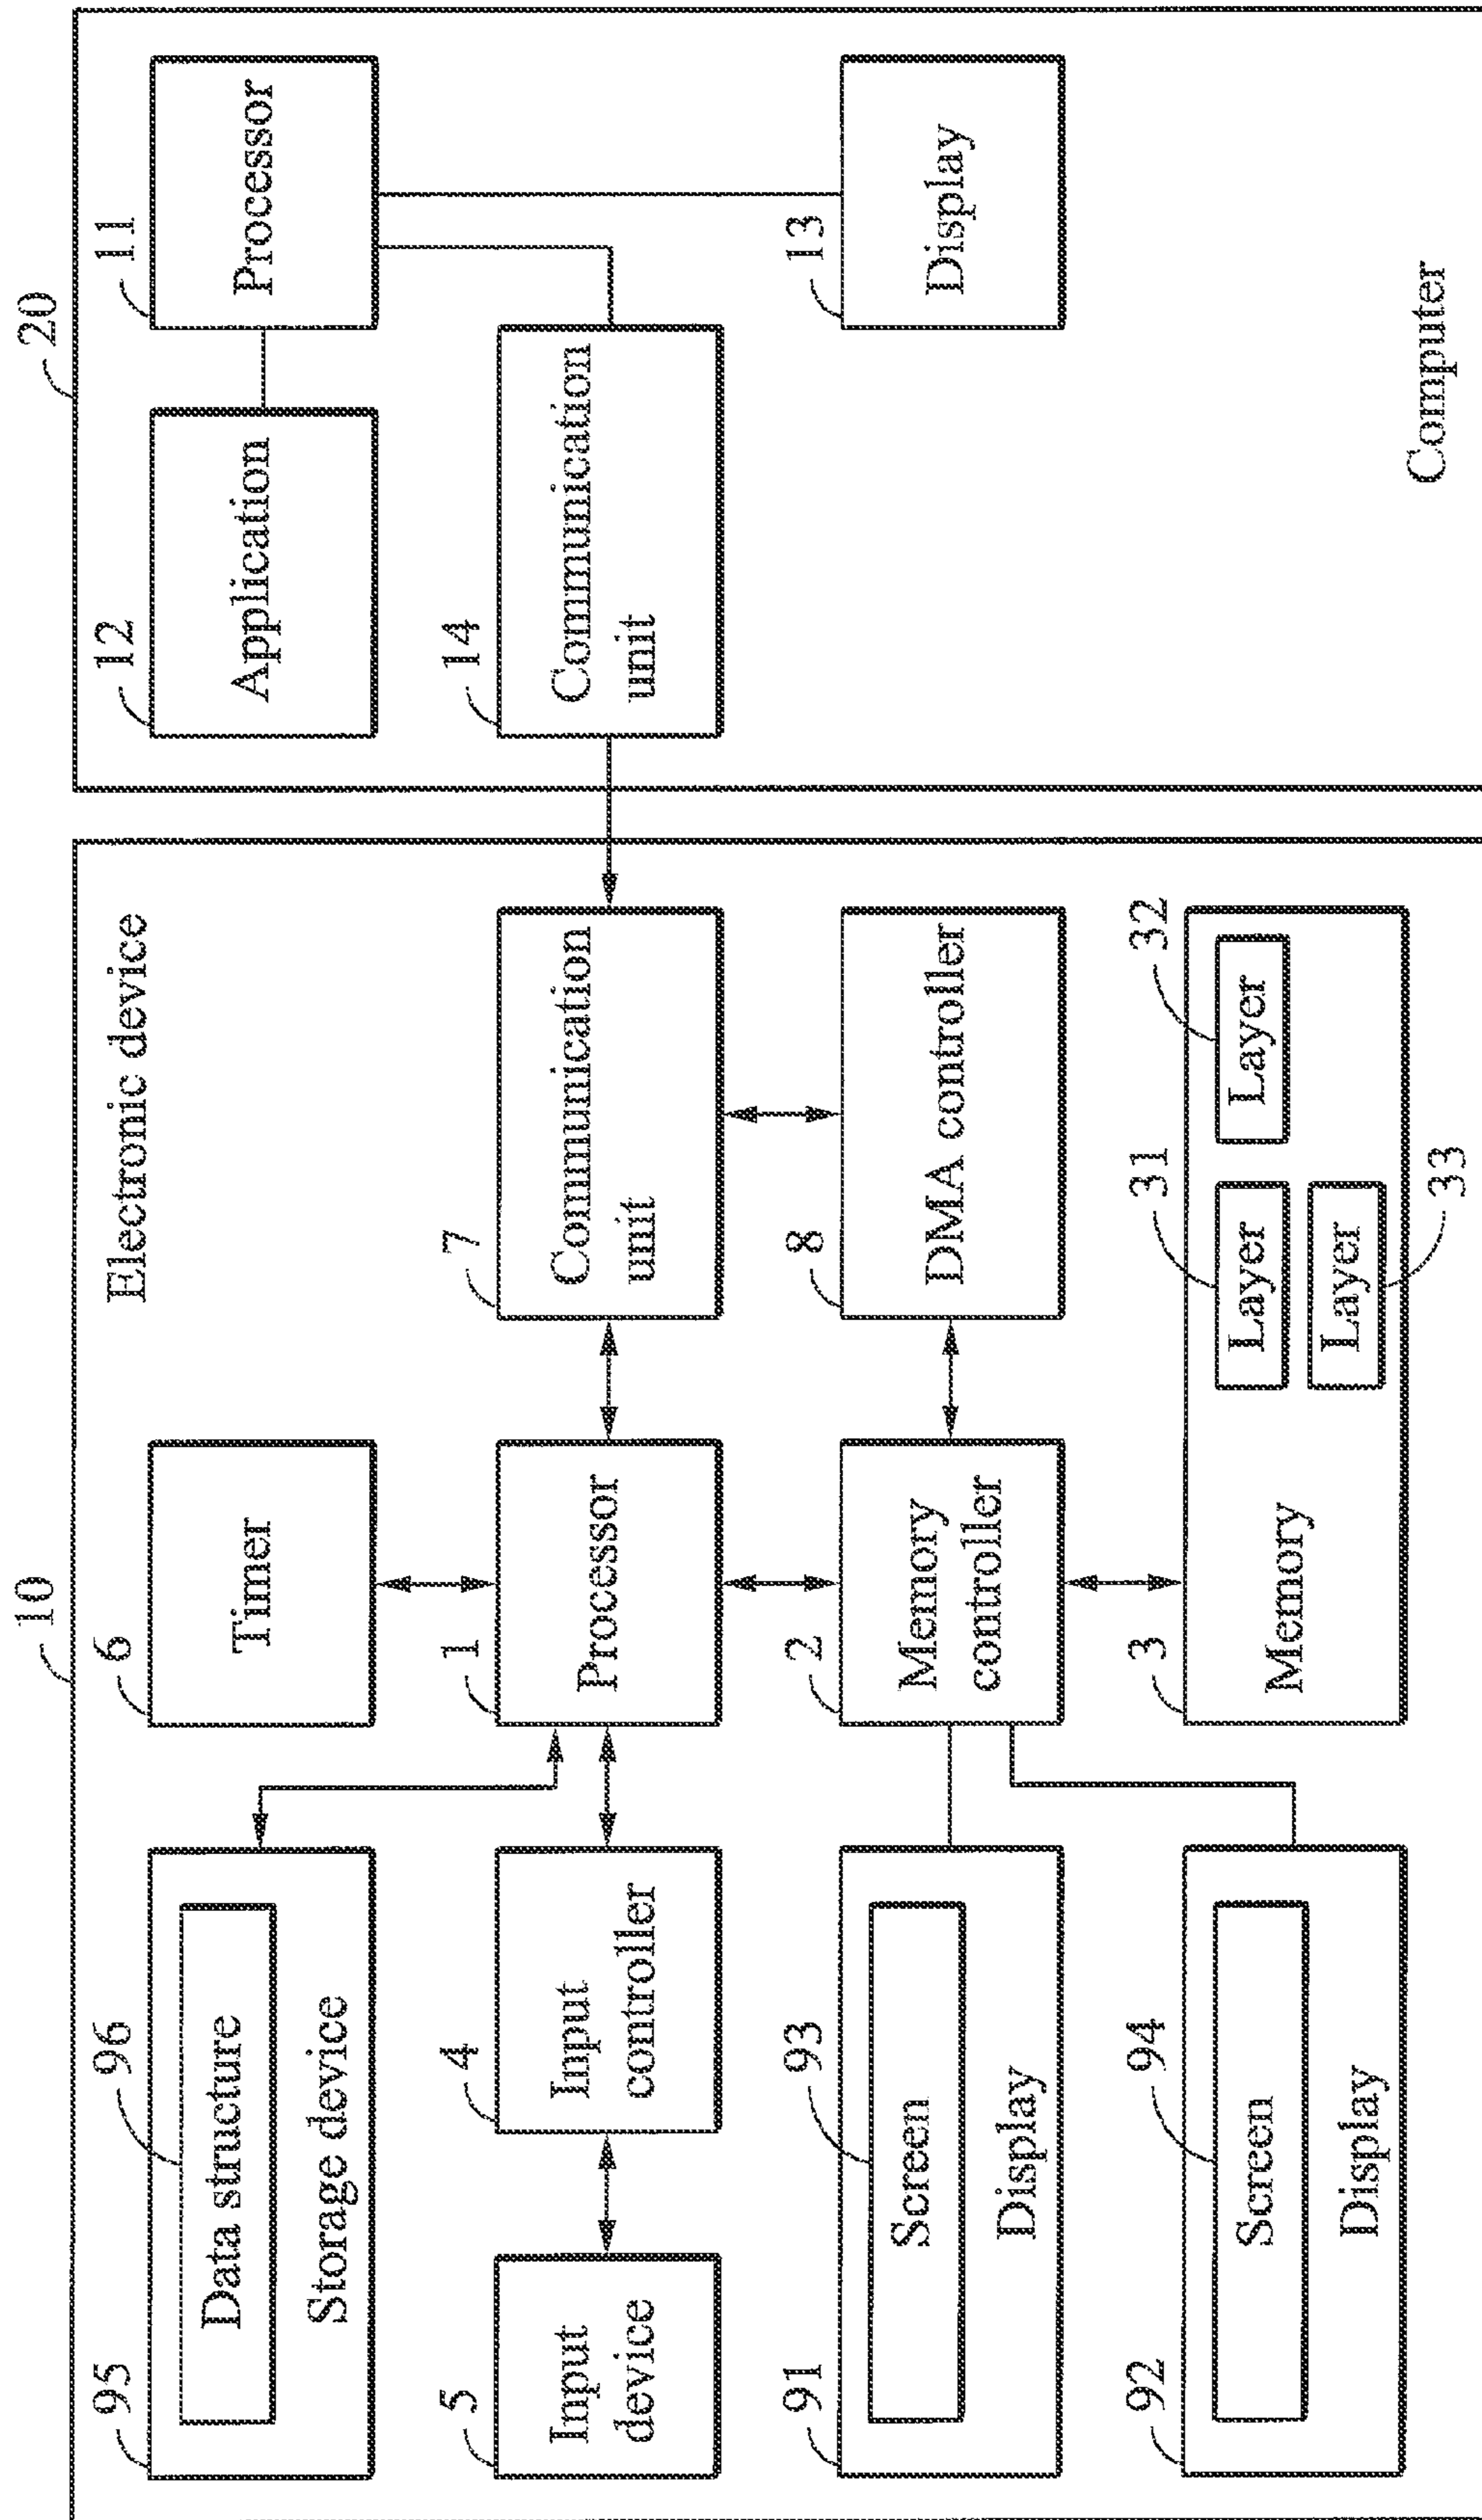 10
Electronic device
95
96
Data structure
Storage device
6
Timer
5
Input
device
4
Input
controller
1
Processor
7
Communication
unit
91
93
Screen
Display
2
Memory
controller
8
DMA controller
92
94
Screen
Display
3
Memory
31
Layer
32
Layer
Layer
33
20
12
Application
11
Processor
14
Communication
unit
13
Display
Computer